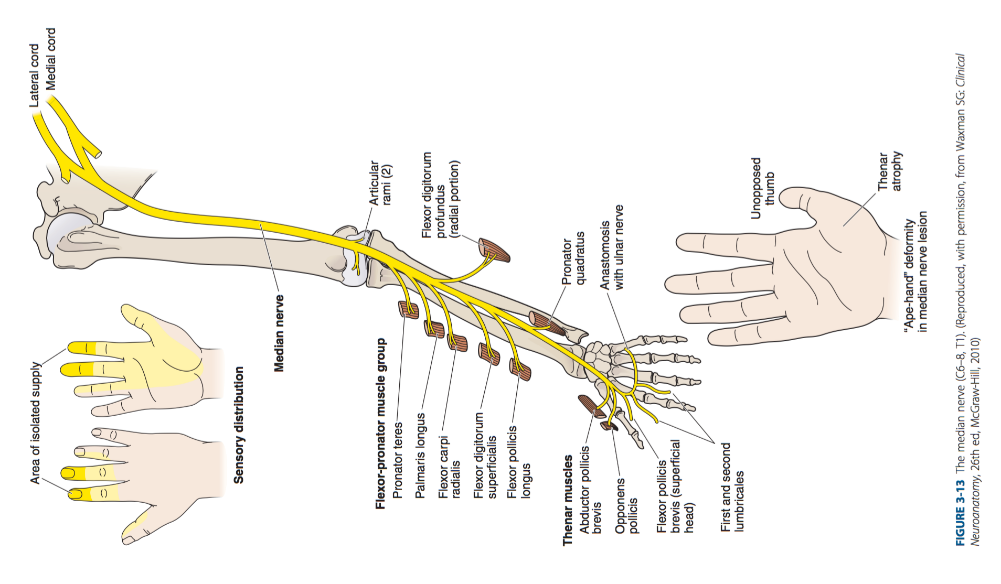 Lateral cord
Medial cord
Area of isolated supply
Sensory distribution
Median nerve
Articular
rami (2)
Flexor-pronator muscle group
Pronator teres
Palmaris longus
Flexor carpi
radialis
Flexor digitorum
superficialis
Flexor pollicis
longus
Flexor digitorum
profundus
(radial portion)
Pronator
quadratus
Anastomosis
with ulnar nerve
Thenar muscles
Abductor pollicis
brevis
Opponens
pollicis
Flexor pollicis
brevis (superficial
head)
First and second
lumbricales
Unopposed
thumb
Thenar
atrophy
"Ape-hand" deformity
in median nerve lesion
FIGURE 3-13 The median nerve (C6–8, T1). (Reproduced, with permission, from Waxman SG: Clinical
Neuroanatomy, 26th ed, McGraw-Hill, 2010)